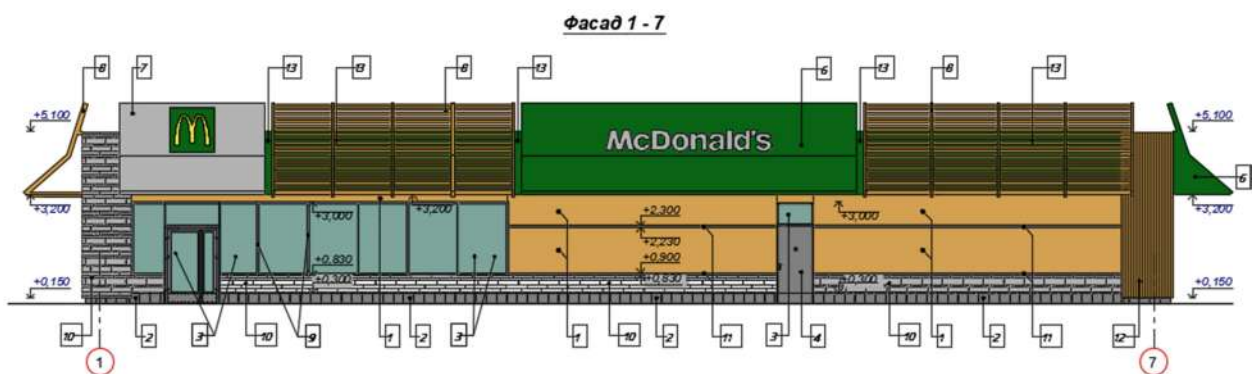 Фасад 1 - 7
8 7 13 13 8 13 6 13 8 13
+5,100 +5,100
McDonald's
6
+3,200 +3,000 +3,200 +2,300 +3,000 +3,200
+2,230
+0,830 +0,900
+0,150 +0,300 +0,830 +0,300 +0,150
10 2 3 10 9 1 2 3 1 10 2 11 3 4 10 1 2 11 12
1 7